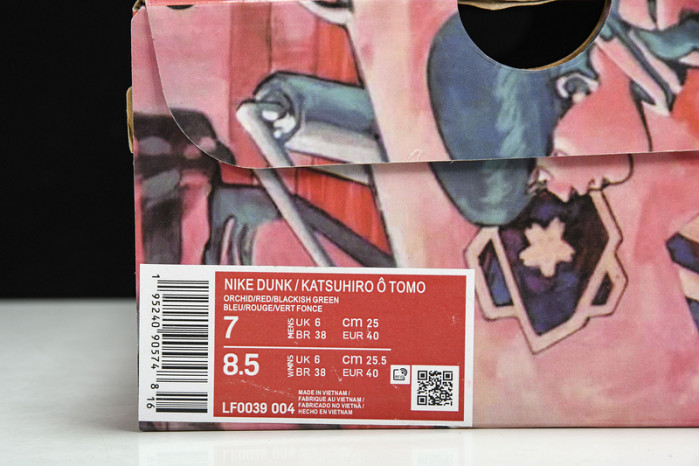 NIKE DUNK / KATSUHIRO Ô TOMO
ORCHID/RED/BLACKISH GREEN
BLEU/ROUGE/VERT FONCE
7 MENS UK 6 cm 25
BR 38 EUR 40
8.5 WMNS UK 6 cm 25.5
BR 38 EUR 40
MADE IN VIETNAM /
FABRIQUE AU VIETNAM /
FABRICADO NO VIETNÃ /
HECHO EN VIETNAM
LF0039 004
1 95240 90574 8 16